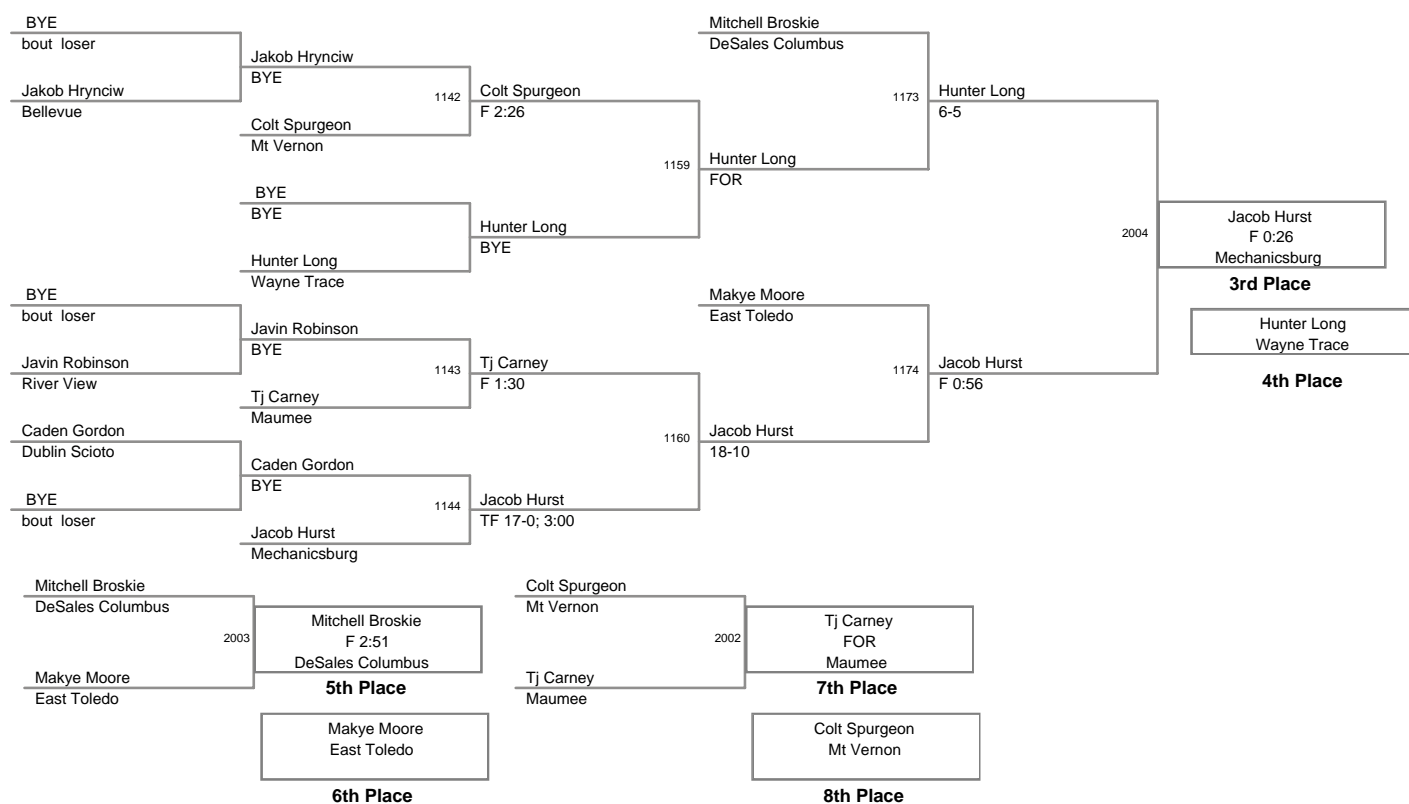 BYE
bout loser
Jakob Hrynciw
Bellevue
Jakob Hrynciw
BYE
Colt Spurgeon
Mt Vernon
1142
Colt Spurgeon
F 2:26
BYE
BYE
Hunter Long
Wayne Trace
Hunter Long
BYE
1159
Hunter Long
FOR
Mitchell Broskie
DeSales Columbus
1173
Hunter Long
6-5
BYE
bout loser
Javin Robinson
River View
Javin Robinson
BYE
Tj Carney
Maumee
1143
Tj Carney
F 1:30
Caden Gordon
Dublin Scioto
BYE
bout loser
Caden Gordon
BYE
Jacob Hurst
Mechanicsburg
1144
Jacob Hurst
TF 17-0; 3:00
1160
Jacob Hurst
18-10
Makye Moore
East Toledo
1174
Jacob Hurst
F 0:56
2004
Jacob Hurst
F 0:26
Mechanicsburg
3rd Place
Hunter Long
Wayne Trace
4th Place
Mitchell Broskie
DeSales Columbus
Makye Moore
East Toledo
2003
Mitchell Broskie
F 2:51
DeSales Columbus
5th Place
Makye Moore
East Toledo
6th Place
Colt Spurgeon
Mt Vernon
Tj Carney
Maumee
2002
Tj Carney
FOR
Maumee
7th Place
Colt Spurgeon
Mt Vernon
8th Place